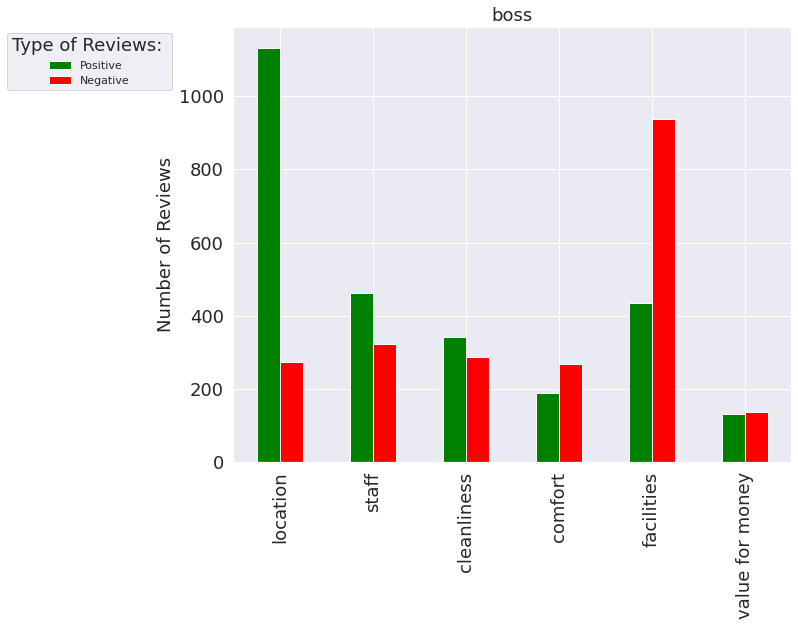 boss
Type of Reviews:
Positive
Negative
Number of Reviews
1000
800
600
400
200
0
location
staff
cleanliness
comfort
facilities
value for money